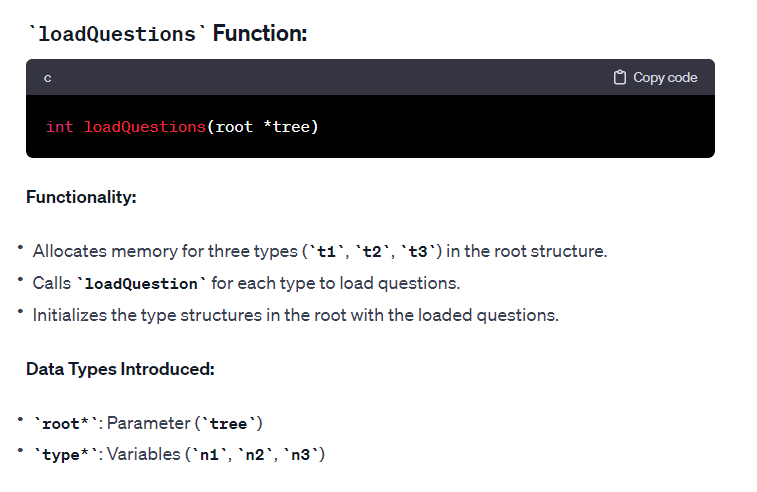 `loadQuestions` Function:
c Copy code
int loadQuestions(root *tree)
Functionality:
• Allocates memory for three types (`t1`, `t2`, `t3`) in the root structure.
• Calls `loadQuestion` for each type to load questions.
• Initializes the type structures in the root with the loaded questions.
Data Types Introduced:
• `root*`: Parameter (`tree`)
• `type*`: Variables (`n1`, `n2`, `n3`)